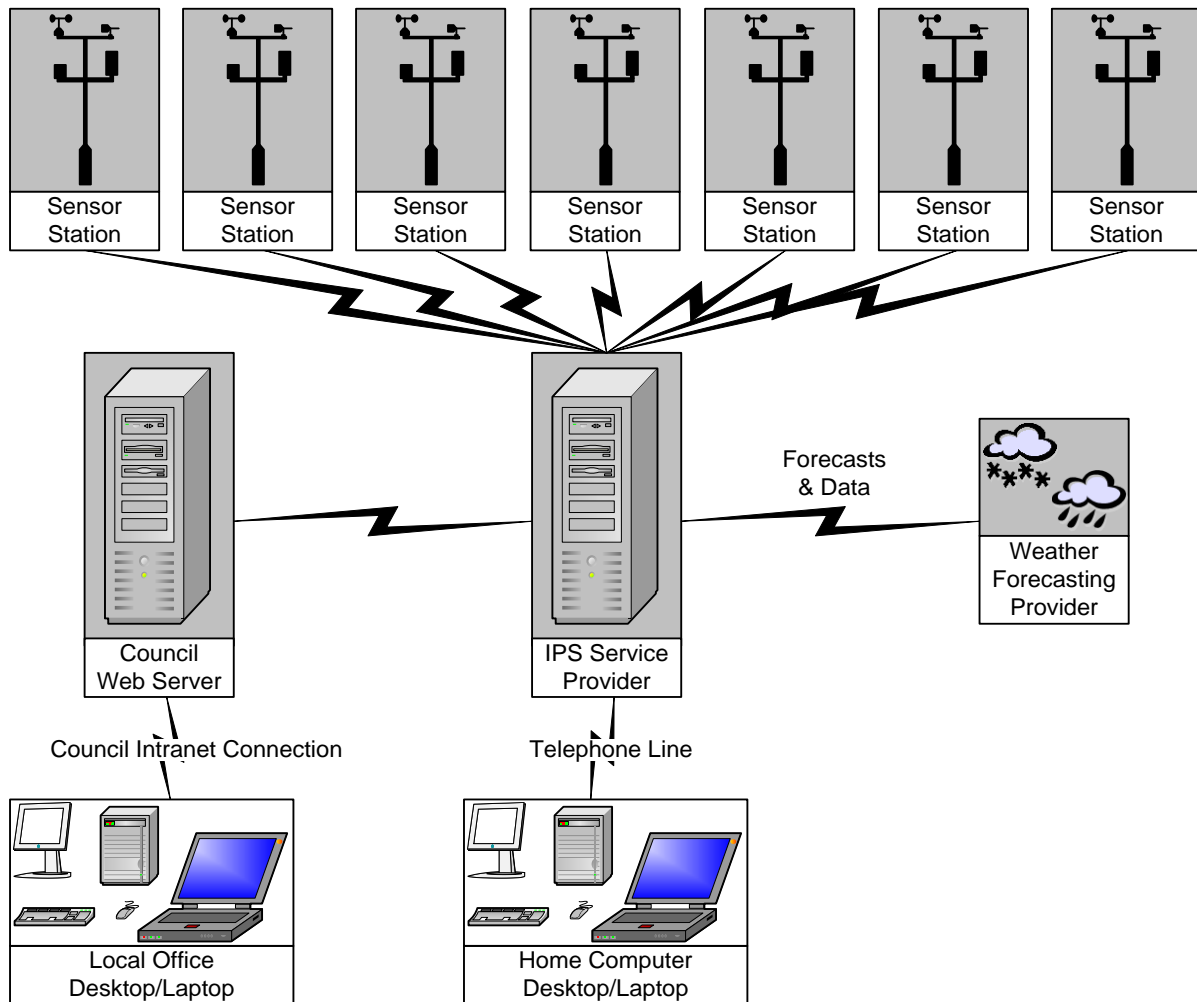 Sensor
Station
Sensor
Station
Sensor
Station
Sensor
Station
Sensor
Station
Sensor
Station
Sensor
Station
Forecasts
& Data
Weather
Forecasting
Provider
Council
Web Server
IPS Service
Provider
Council Intranet Connection
Telephone Line
Local Office
Desktop/Laptop
Home Computer
Desktop/Laptop